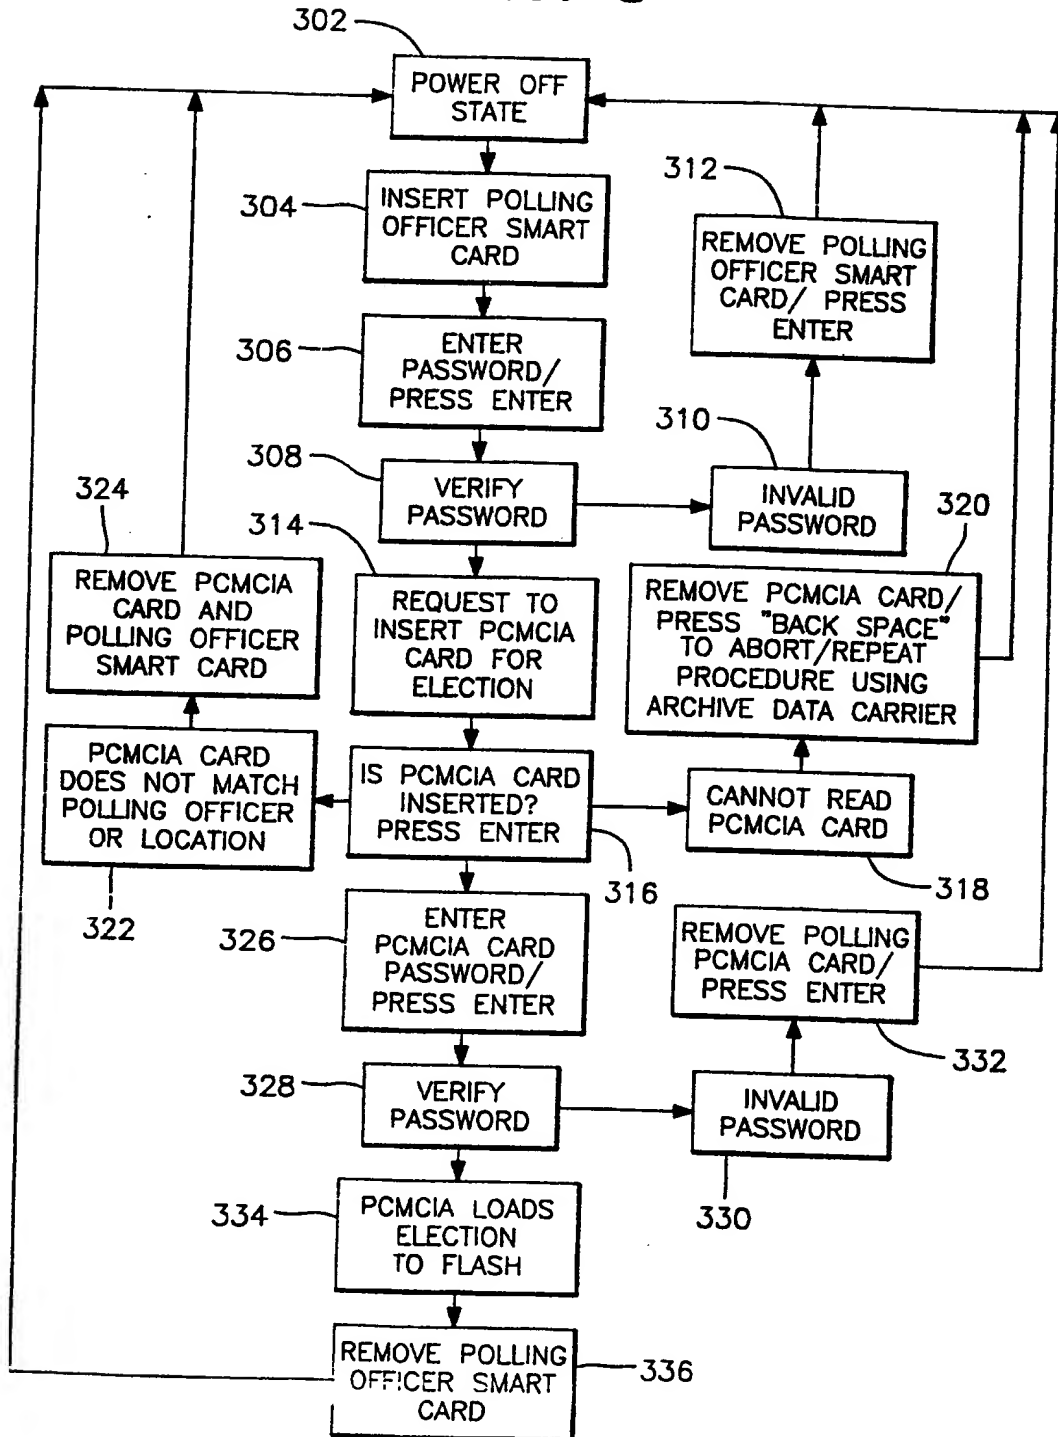 302
POWER OFF
STATE
304
INSERT POLLING
OFFICER SMART
CARD
312
REMOVE POLLING
OFFICER SMART
CARD/ PRESS
ENTER
306
ENTER
PASSWORD/
PRESS ENTER
308
VERIFY
PASSWORD
310
INVALID
PASSWORD
324
REMOVE PCMCIA
CARD AND
POLLING OFFICER
SMART CARD
314
REQUEST TO
INSERT PCMCIA
CARD FOR
ELECTION
320
REMOVE PCMCIA CARD/
PRESS "BACK SPACE"
TO ABORT/REPEAT
PROCEDURE USING
ARCHIVE DATA CARRIER
PCMCIA CARD
DOES NOT MATCH
POLLING OFFICER
OR LOCATION
322
IS PCMCIA CARD
INSERTED?
PRESS ENTER
316
CANNOT READ
PCMCIA CARD
318
326
ENTER
PCMCIA CARD
PASSWORD/
PRESS ENTER
REMOVE POLLING
PCMCIA CARD/
PRESS ENTER
332
328
VERIFY
PASSWORD
INVALID
PASSWORD
330
334
PCMCIA LOADS
ELECTION
TO FLASH
REMOVE POLLING
OFFICER SMART
CARD
336